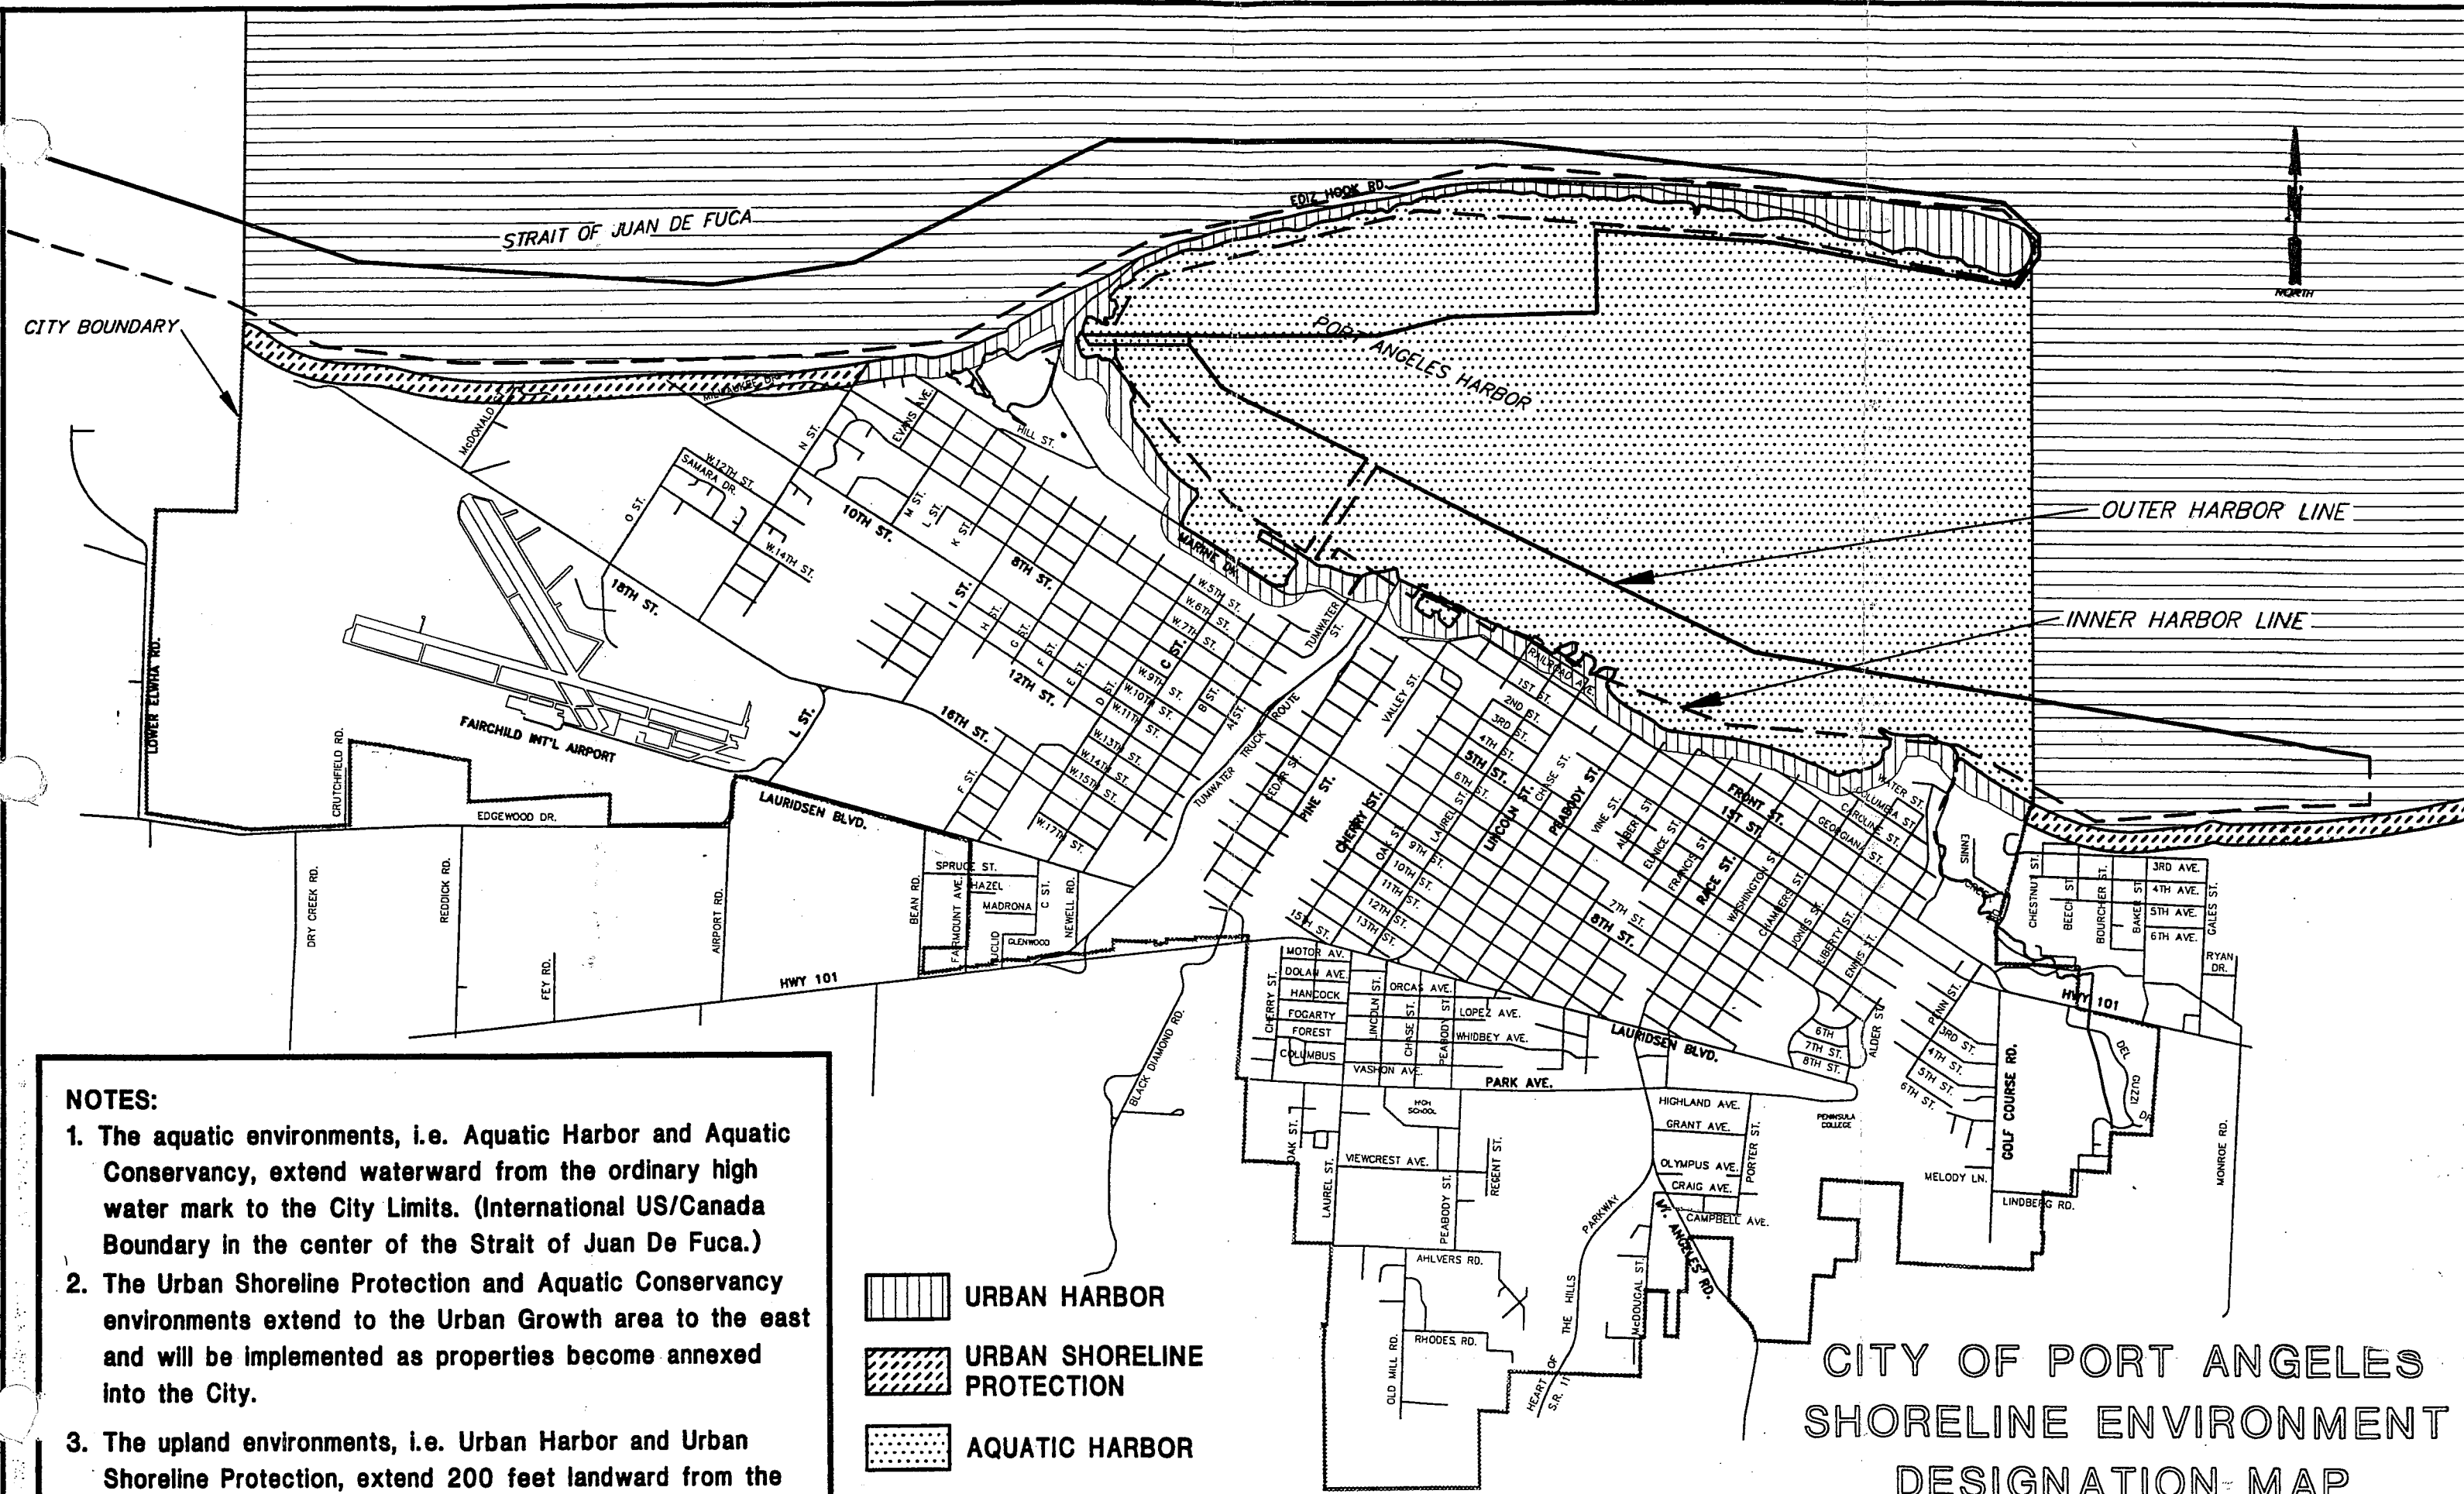 STRAIT OF JUAN DE FUCA
EDIZ HOOK RD.
NORTH
CITY BOUNDARY
PORT ANGELES HARBOR
OUTER HARBOR LINE
INNER HARBOR LINE
MILWAUKEE DR.
McDONALD ST.
EVANS AVE.
HILL ST.
N ST.
W.12TH ST.
SAMARA DR.
O ST.
M ST.
L ST.
K ST.
10TH ST.
W.14TH ST.
MARINE DR.
8TH ST.
18TH ST.
I ST.
H ST.
G ST.
F ST.
E ST.
D ST.
C ST.
B ST.
A ST.
W.5TH ST.
W.6TH ST.
W.7TH ST.
W.9TH ST.
W.10TH ST.
W.11TH ST.
12TH ST.
W.13TH ST.
W.14TH ST.
W.15TH ST.
16TH ST.
W.17TH ST.
F ST.
L ST.
TUMWATER ST.
TUMWATER TRUCK ROUTE
LOWER ELWHA RD.
FAIRCHILD INT'L AIRPORT
CRUTCHFIELD RD.
EDGEWOOD DR.
LAURIDSEN BLVD.
CEDAR ST.
PINE ST.
CHERRY ST.
VALLEY ST.
RAILROAD AVE.
1ST ST.
2ND ST.
3RD ST.
4TH ST.
5TH ST.
6TH ST.
OAK ST.
LAUREL ST.
LINCOLN ST.
CHASE ST.
PEABODY ST.
VINE ST.
ALBERT ST.
EUNICE ST.
FRANCIS ST.
RACE ST.
WASHINGTON ST.
CHAMBERS ST.
JONES ST.
LIBERTY ST.
ENNIS ST.
FRONT ST.
1ST ST.
GEORGIANA ST.
CAROLINE ST.
COLUMBIA ST.
WATER ST.
7TH ST.
8TH ST.
9TH ST.
10TH ST.
11TH ST.
12TH ST.
13TH ST.
15TH ST.
ENNIS
CREEK
RD.
CHESTNUT ST.
BEECH ST.
BOURCHIER ST.
BAKER ST.
GALES ST.
3RD AVE.
4TH AVE.
5TH AVE.
6TH AVE.
RYAN DR.
HWY 101
DRY CREEK RD.
REDDICK RD.
FEY RD.
AIRPORT RD.
BEAN RD.
FAIRMOUNT AVE.
SPRUCE ST.
HAZEL
MADRONA
EUCLID
GLENWOOD
C ST.
NEWELL RD.
HWY 101
BLACK DIAMOND RD.
CHERRY ST.
MOTOR AV.
DOLAN AVE.
HANCOCK
FOGARTY
FOREST
COLUMBUS
LINCOLN ST.
CHASE ST.
PEABODY ST.
ORCAS AVE.
LOPEZ AVE.
WHIDBEY AVE.
VASHON AVE.
PARK AVE.
LAURIDSEN BLVD.
6TH
7TH ST.
8TH ST.
ALDER ST.
PENN ST.
3RD ST.
4TH ST.
5TH ST.
6TH ST.
GOLF COURSE RD.
DEL GUZZI DR.
MONROE RD.
MELODY LN.
LINDBERG RD.
OAK ST.
HIGH SCHOOL
VIEWCREST AVE.
LAUREL ST.
PEABODY ST.
REGENT ST.
HIGHLAND AVE.
GRANT AVE.
OLYMPUS AVE.
CRAIG AVE.
CAMPBELL AVE.
PORTER ST.
PENINSULA COLLEGE
MT. ANGELES RD.
McDOUGAL ST.
AHLVERS RD.
RHODES RD.
OLD MILL RD.
HEART OF THE HILLS PARKWAY
S.R. 11
NOTES:
1. The aquatic environments, i.e. Aquatic Harbor and Aquatic
Conservancy, extend waterward from the ordinary high
water mark to the City Limits. (International US/Canada
Boundary in the center of the Strait of Juan De Fuca.)
2. The Urban Shoreline Protection and Aquatic Conservancy
environments extend to the Urban Growth area to the east
and will be implemented as properties become annexed
into the City.
3. The upland environments, i.e. Urban Harbor and Urban
Shoreline Protection, extend 200 feet landward from the
URBAN HARBOR
URBAN SHORELINE
PROTECTION
AQUATIC HARBOR
CITY OF PORT ANGELES
SHORELINE ENVIRONMENT
DESIGNATION MAP